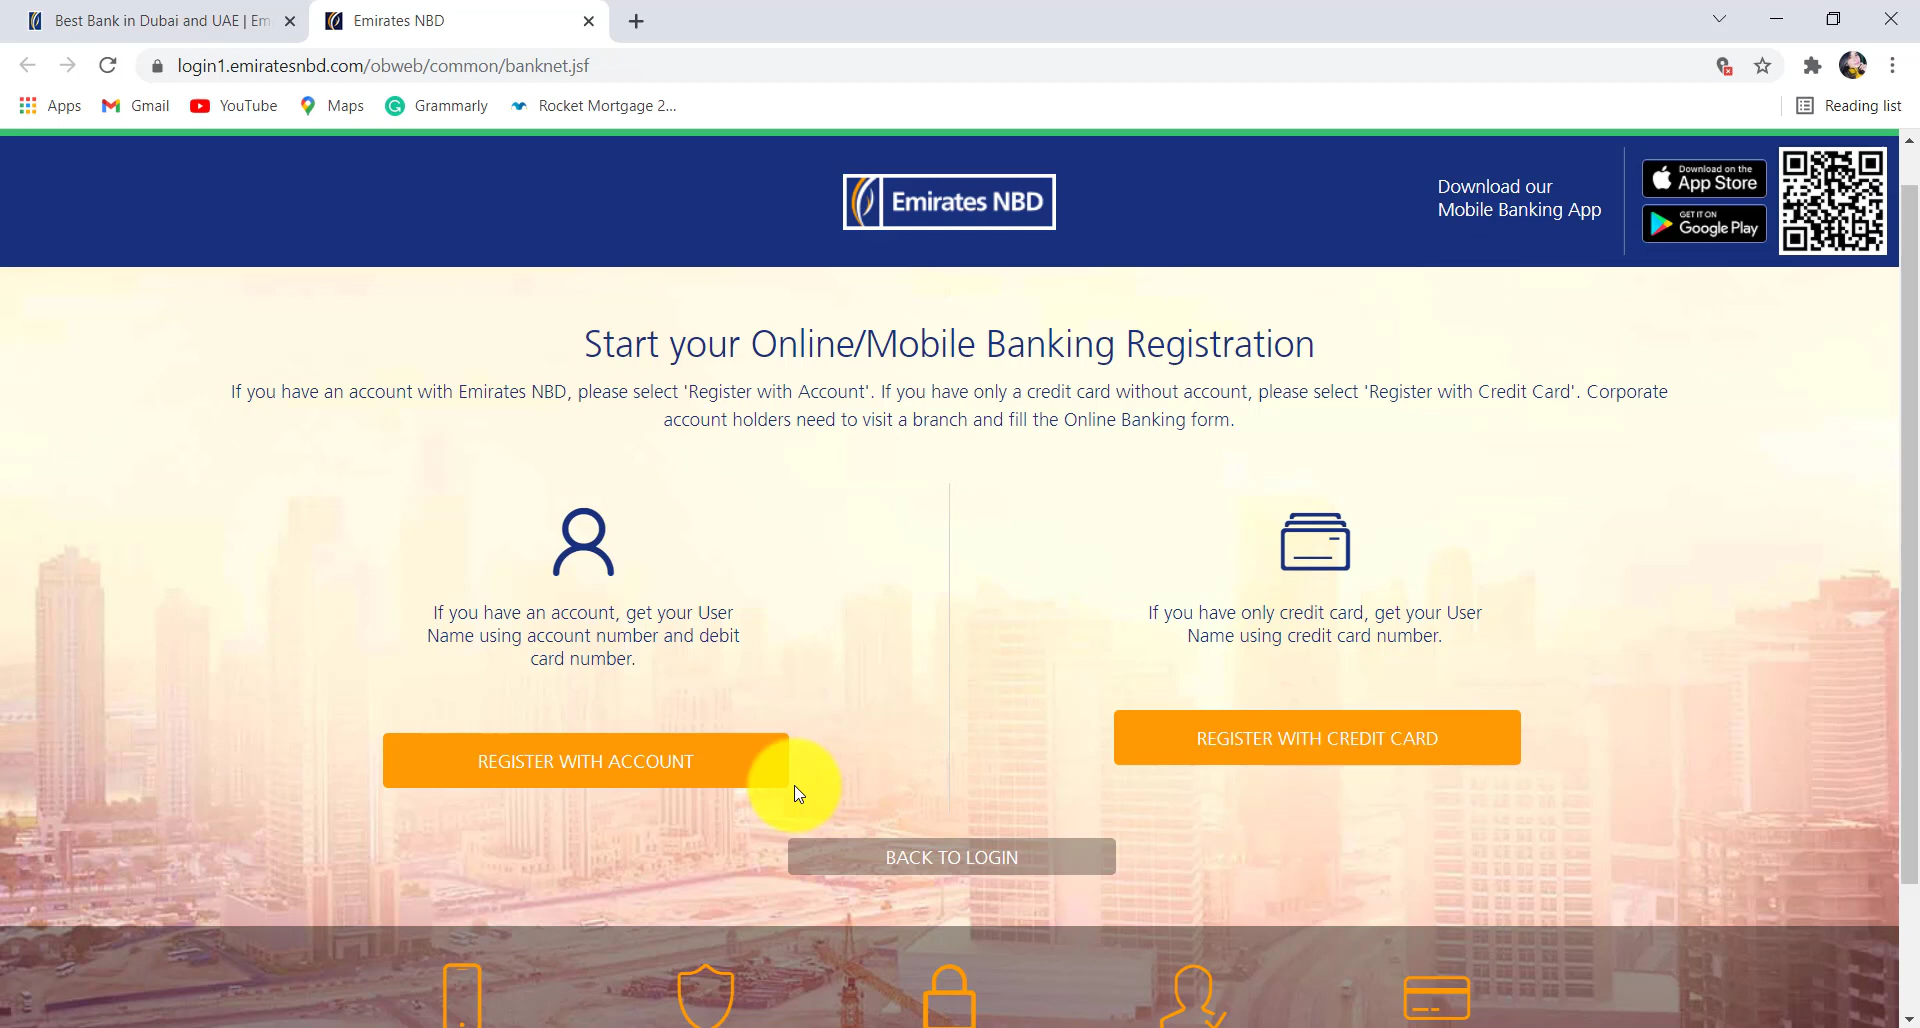 Best Bank in Dubai and UAE | Em
Emirates NBD
login1.emiratesnbd.com/obweb/common/banknet.jsf
Apps
Gmail
YouTube
Maps
Grammarly
Rocket Mortgage 2...
Reading list
Emirates NBD
Download our
Mobile Banking App
Download on the
App Store
GET IT ON
Google Play
Start your Online/Mobile Banking Registration
If you have an account with Emirates NBD, please select 'Register with Account'. If you have only a credit card without account, please select 'Register with Credit Card'. Corporate
account holders need to visit a branch and fill the Online Banking form.
If you have an account, get your User
Name using account number and debit
card number.
REGISTER WITH ACCOUNT
If you have only credit card, get your User
Name using credit card number.
REGISTER WITH CREDIT CARD
BACK TO LOGIN